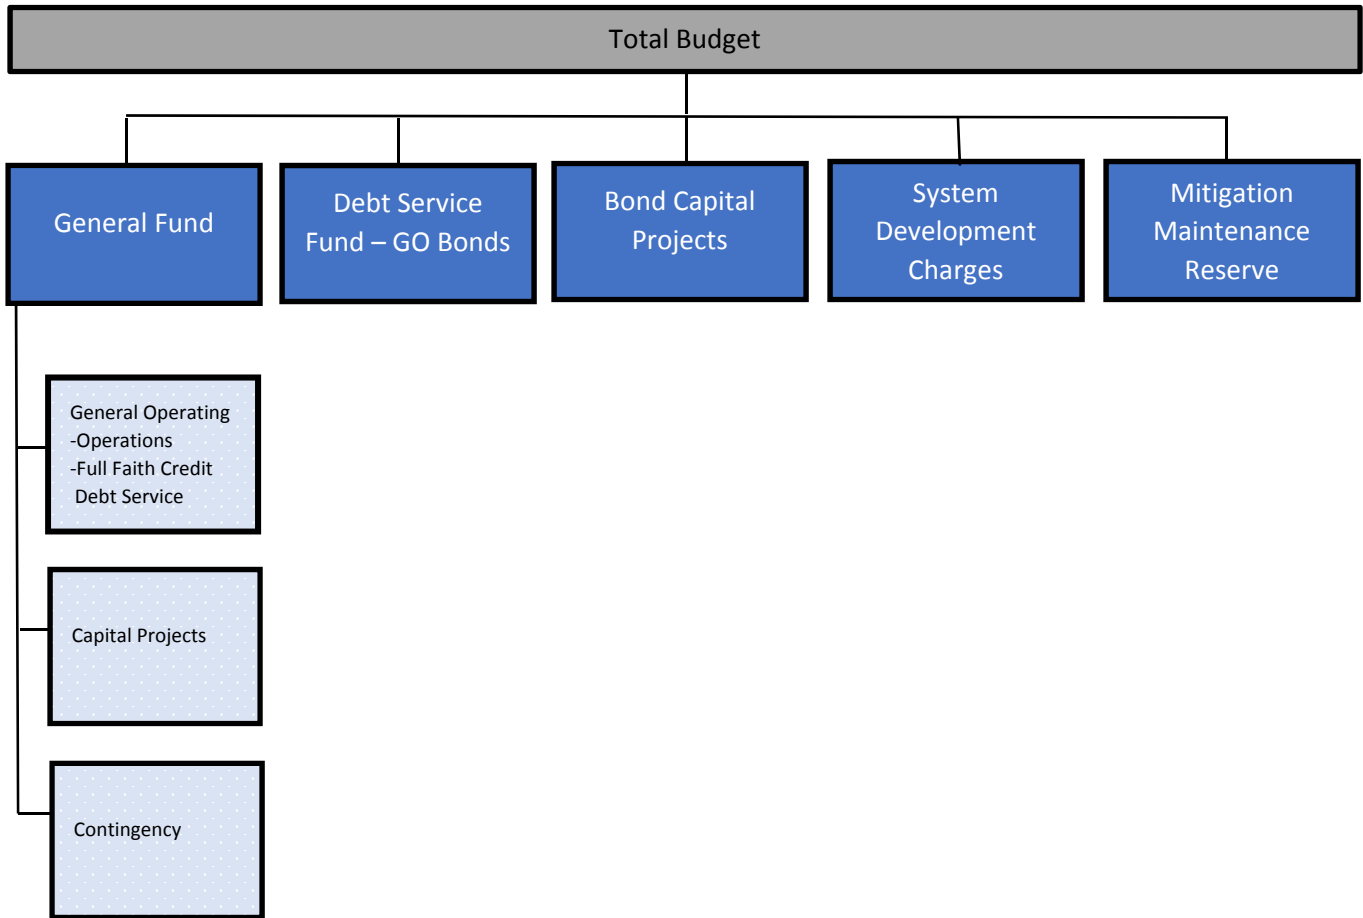 Total Budget
General Fund
Debt Service
Fund – GO Bonds
Bond Capital
Projects
System
Development
Charges
Mitigation
Maintenance
Reserve
General Operating
-Operations
-Full Faith Credit
Debt Service
Capital Projects
Contingency